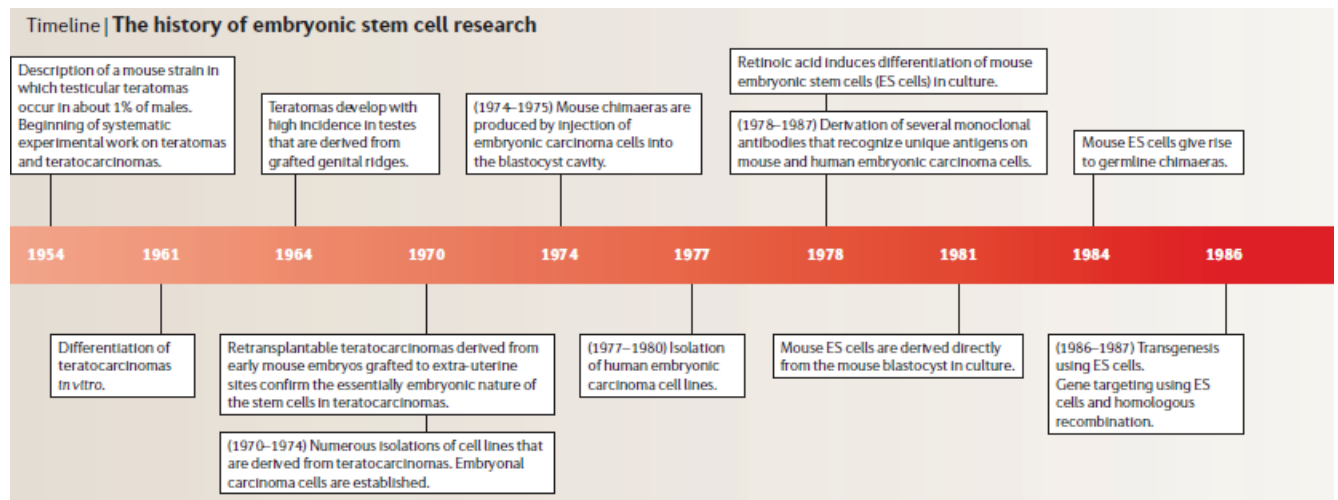 Timeline | The history of embryonic stem cell research
Description of a mouse strain in
which testicular teratomas
occur in about 1% of males.
Beginning of systematic
experimental work on teratomas
and teratocarcinomas.
Teratomas develop with
high incidence in testes
that are derived from
grafted genital ridges.
(1974–1975) Mouse chimaeras are
produced by injection of
embryonic carcinoma cells into
the blastocyst cavity.
Retinoic acid induces differentiation of mouse
embryonic stem cells (ES cells) in culture.
(1978–1987) Derivation of several monoclonal
antibodies that recognize unique antigens on
mouse and human embryonic carcinoma cells.
Mouse ES cells give rise
to germline chimaeras.
1954 1961 1964 1970 1974 1977 1978 1981 1984 1986
Differentiation of
teratocarcinomas
in vitro.
Retransplantable teratocarcinomas derived from
early mouse embryos grafted to extra-uterine
sites confirm the essentially embryonic nature of
the stem cells in teratocarcinomas.
(1970–1974) Numerous isolations of cell lines that
are derived from teratocarcinomas. Embryonal
carcinoma cells are established.
(1977–1980) Isolation
of human embryonic
carcinoma cell lines.
Mouse ES cells are derived directly
from the mouse blastocyst in culture.
(1986–1987) Transgenesis
using ES cells.
Gene targeting using ES
cells and homologous
recombination.